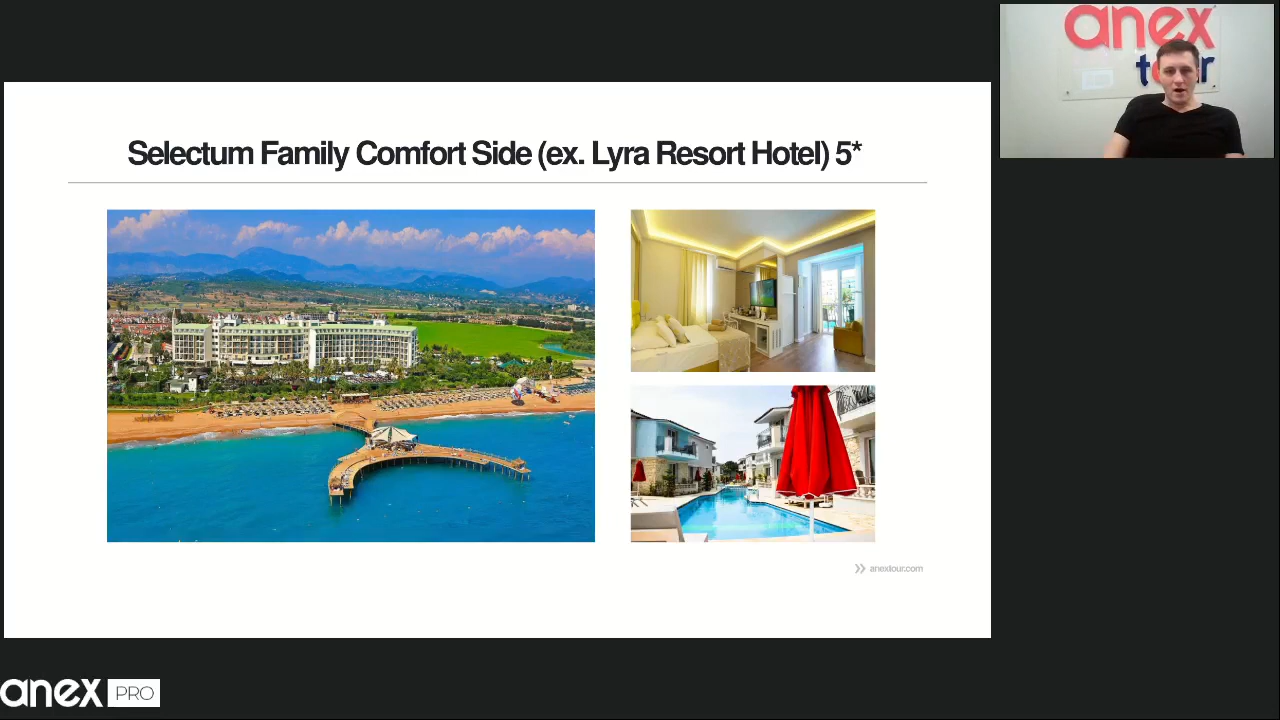 anex
tour
Selectum Family Comfort Side (ex. Lyra Resort Hotel) 5*
anextour.com
anex PRO